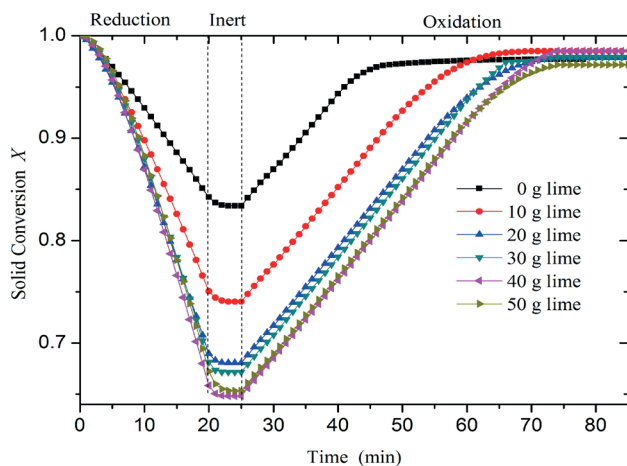 Reduction Inert Oxidation
1.0
0.9
0.8
0.7
Solid Conversion X
0 g lime
10 g lime
20 g lime
30 g lime
40 g lime
50 g lime
0 10 20 30 40 50 60 70 80
Time (min)